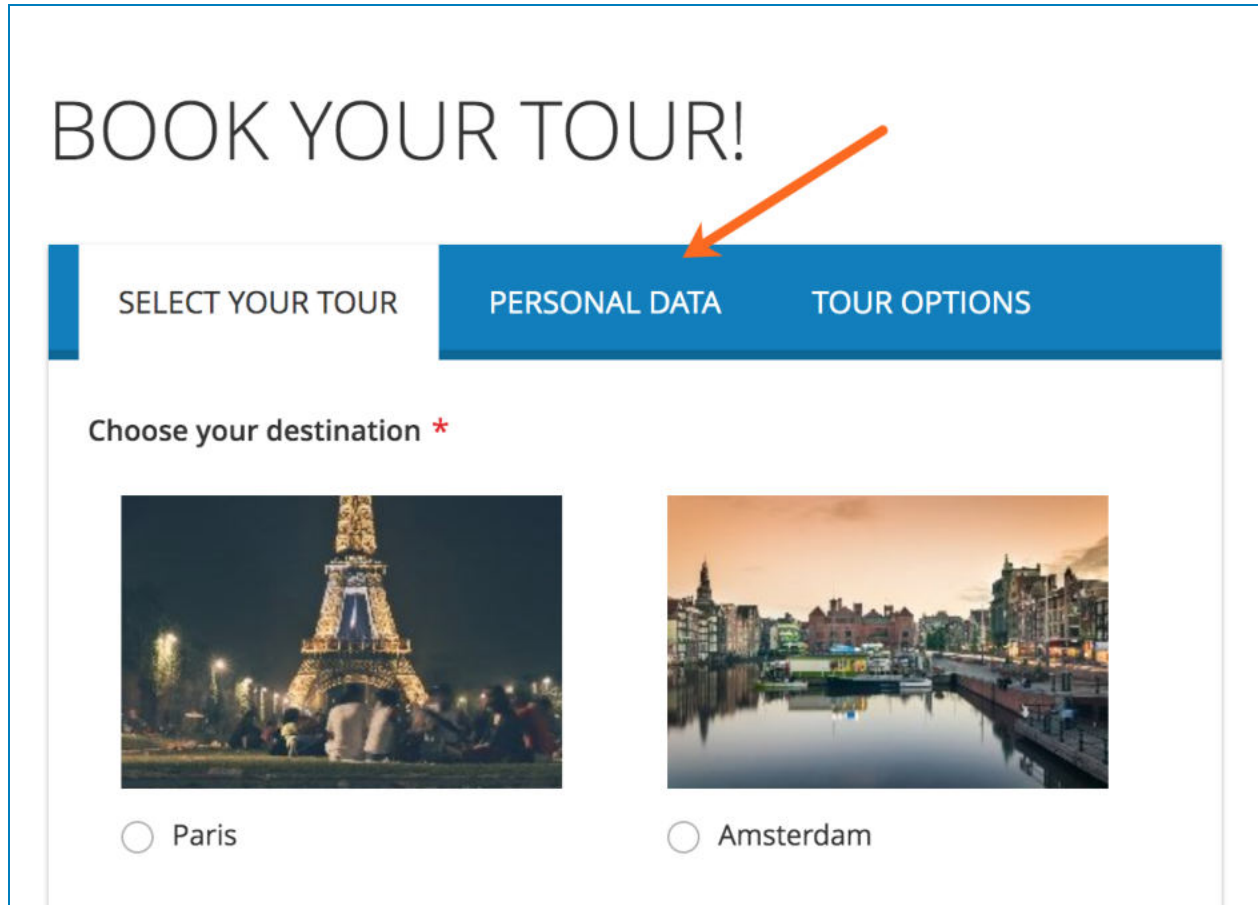 BOOK YOUR TOUR!
SELECT YOUR TOUR PERSONAL DATA TOUR OPTIONS
Choose your destination *
Paris Amsterdam